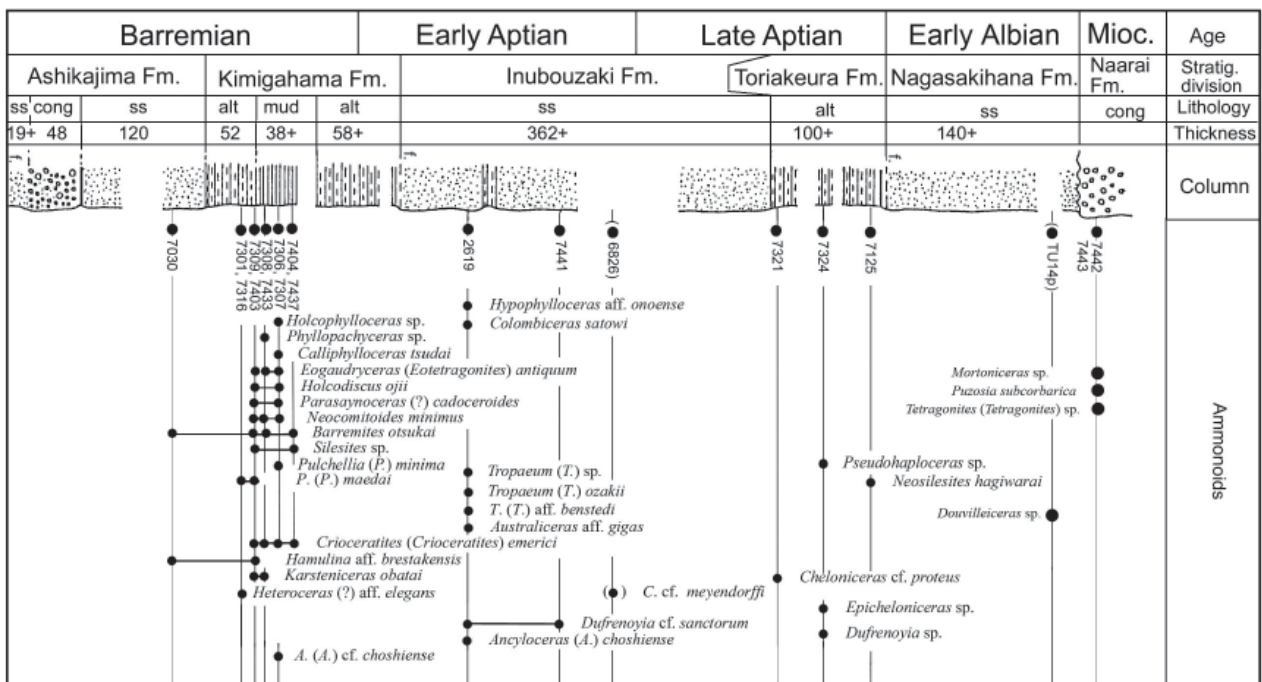 Barremian Early Aptian Late Aptian Early Albian Mioc. Age
Ashikajima Fm. Kimigahama Fm. Inubouzaki Fm. Toriakeura Fm. Nagasakihana Fm. Naarai Fm. Stratig. division
ss cong ss alt mud alt ss alt ss cong Lithology
19+ 48 120 52 38+ 58+ 362+ 100+ 140+ Thickness
f. f. f. Column
7030
7301, 7316
7309, 7403
7308, 7433
7306, 7307
7404, 7437
2619
7441
(6826)
7321
7324
7125
(TU14p)
7442
7443
Hypophylloceras aff. onoense
Holcophylloceras sp.
Colombiceras satowi
Phyllopachyceras sp.
Calliphylloceras tsudai
Eogaudryceras (Eotetragonites) antiquum
Mortoniceras sp.
Holcodiscus ojii
Puzosia subcorbarica
Parasaynoceras (?) cadoceroides
Tetragonites (Tetragonites) sp.
Neocomitoides minimus
Barremites otsukai
Silesites sp.
Pulchellia (P.) minima
Tropaeum (T.) sp.
Pseudohaploceras sp.
P. (P.) maedai
Neosilesites hagiwarai
Tropaeum (T.) ozakii
T. (T.) aff. benstedi
Douvilleiceras sp.
Australiceras aff. gigas
Crioceratites (Crioceratites) emerici
Hamulina aff. brestakensis
Karsteniceras obatai
Cheloniceras cf. proteus
Heteroceras (?) aff. elegans
( ) C. cf. meyendorffi
Epicheloniceras sp.
Dufrenoyia cf. sanctorum
Dufrenoyia sp.
Ancyloceras (A.) choshiense
A. (A.) cf. choshiense
Ammonoids